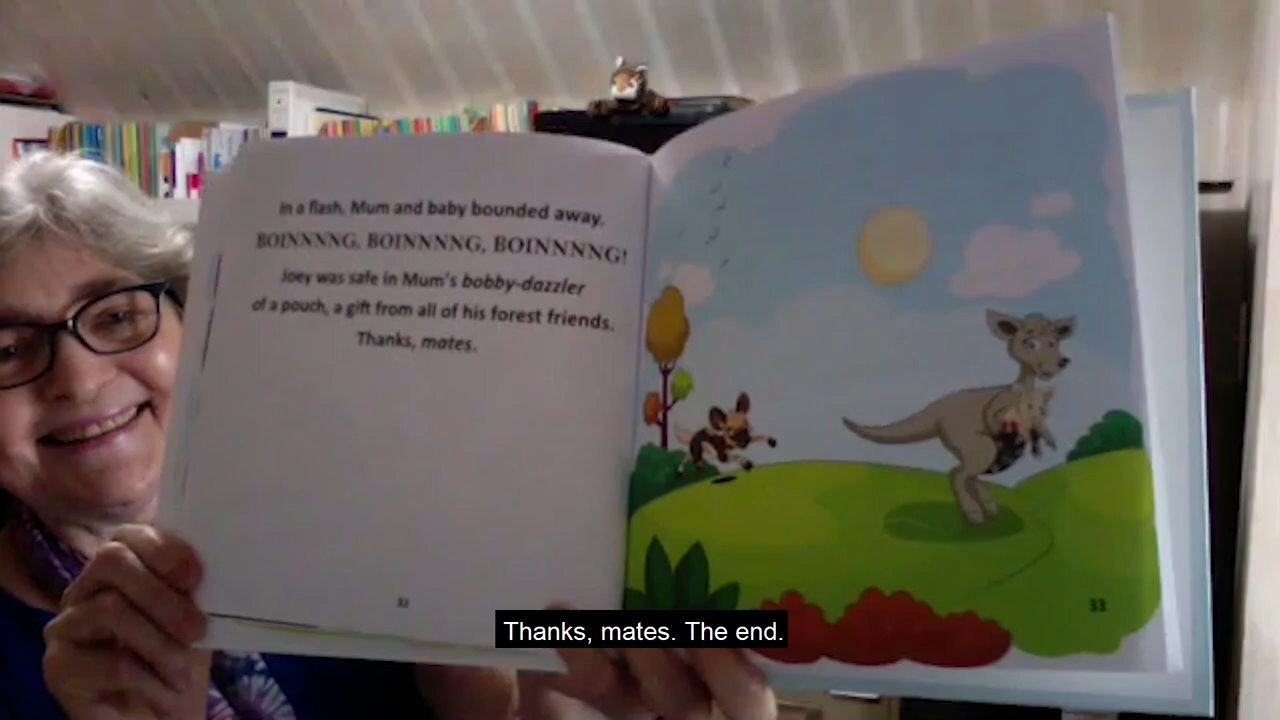 In a flash, Mum and baby bounded away.
BOINNNNG, BOINNNNG, BOINNNNG!
Joey was safe in Mum's bobby-dazzler
of a pouch, a gift from all of his forest friends.
Thanks, mates.
32
33
Thanks, mates. The end.